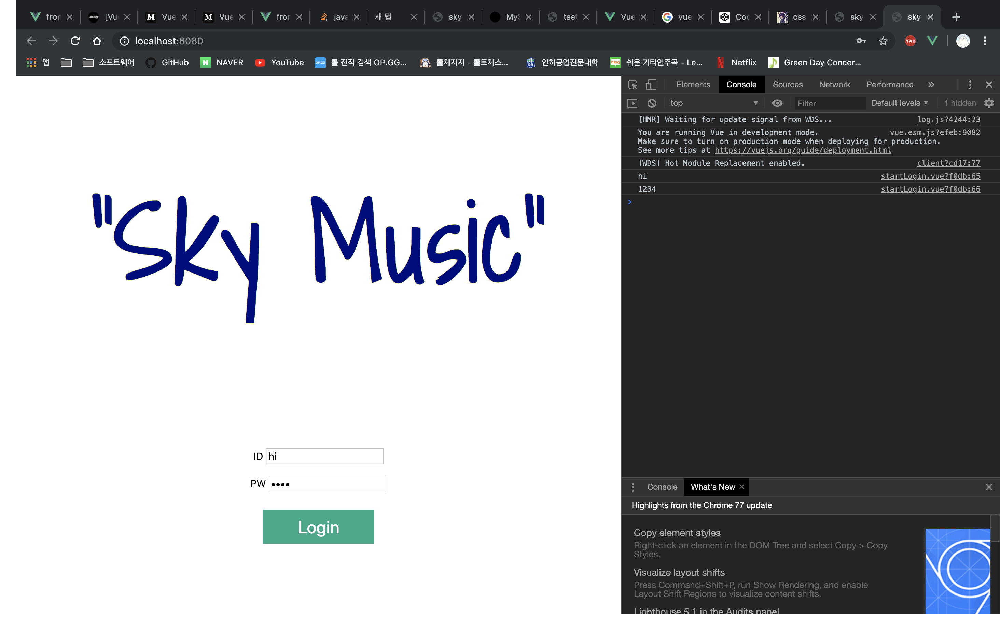 fron [Vu M Vue M Vue fror java 새 탭 sky MyS tset Vue vue Coc css sky sky
localhost:8080 YAB
앱 소프트웨어 GitHub N NAVER YouTube OP.GG 롤 전적 검색 OP.GG... 롤체지지 - 롤토체스... 1958 인하공업전문대학 blog 쉬운 기타연주곡 - Le... Netflix Green Day Concer...
"Sky Music"
ID hi
PW ••••
Login
Elements Console Sources Network Performance »
top Filter Default levels 1 hidden
[HMR] Waiting for update signal from WDS... log.js?4244:23
You are running Vue in development mode. vue.esm.js?efeb:9082
Make sure to turn on production mode when deploying for production.
See more tips at https://vuejs.org/guide/deployment.html
[WDS] Hot Module Replacement enabled. client?cd17:77
hi startLogin.vue?f0db:65
1234 startLogin.vue?f0db:66
>
Console What's New
Highlights from the Chrome 77 update
Copy element styles
Right-click an element in the DOM Tree and select Copy > Copy
Styles.
Visualize layout shifts
Press Command+Shift+P, run Show Rendering, and enable
Layout Shift Regions to visualize content shifts.
Lighthouse 5.1 in the Audits panel